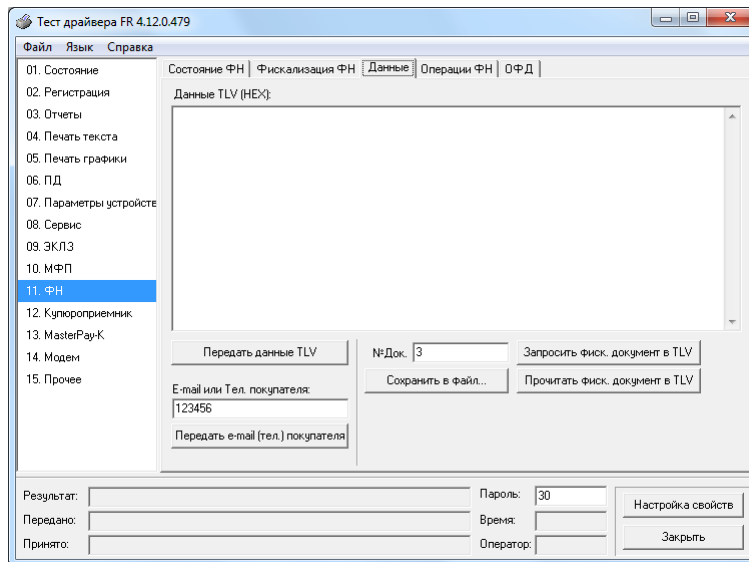 Тест драйвера FR 4.12.0.479
Файл Язык Справка
01. Состояние
02. Регистрация
03. Отчеты
04. Печать текста
05. Печать графики
06. ПД
07. Параметры устройств
08. Сервис
09. ЭКЛЗ
10. МФП
11. ФН
12. Купюроприемник
13. MasterPay-K
14. Модем
15. Прочее
Состояние ФН Фискализация ФН Данные Операции ФН ОФД
Данные TLV (HEX):
Передать данные TLV
№Док. 3
Запросить фиск. документ в TLV
Сохранить в файл...
Прочитать фиск. документ в TLV
E-mail или Тел. покупателя:
123456
Передать e-mail (тел.) покупателя
Результат:
Передано:
Принято:
Пароль: 30
Время:
Оператор:
Настройка свойств
Закрыть